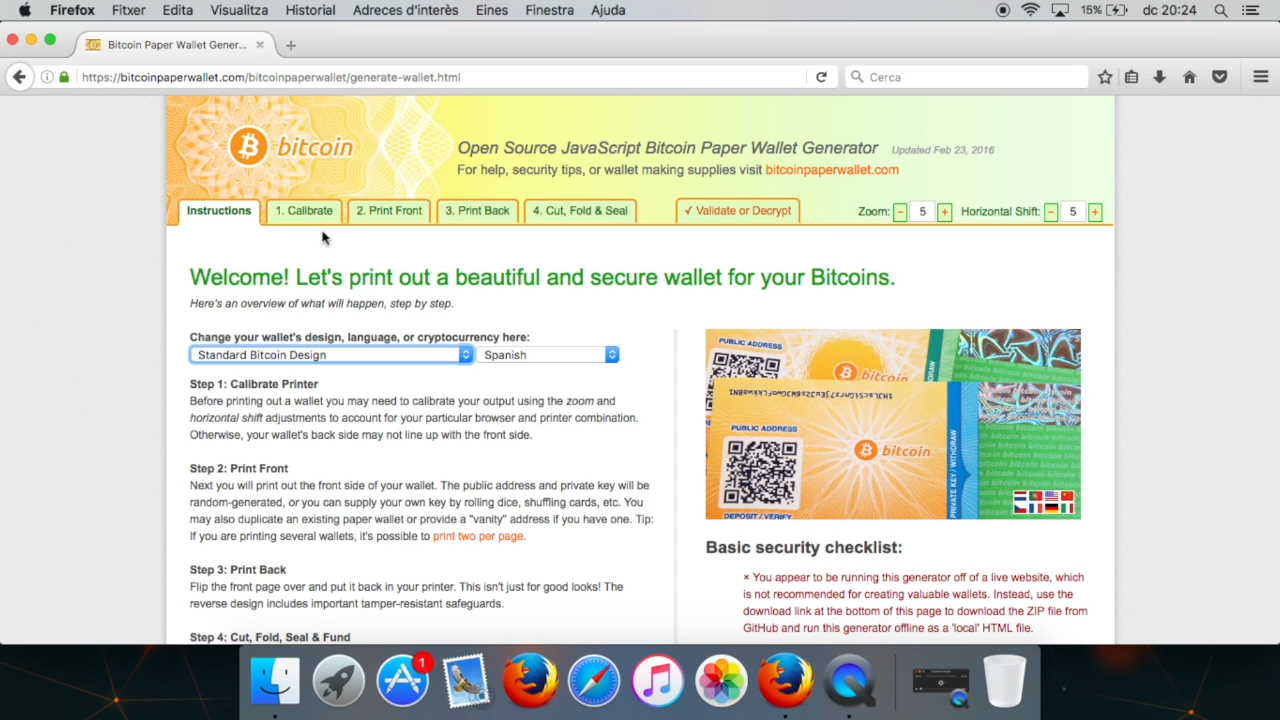 Firefox Fitxer Edita Visualitza Historial Adreces d'interès Eines Finestra Ajuda 15% dc 20:24
Bitcoin Paper Wallet Gener...
https://bitcoinpaperwallet.com/bitcoinpaperwallet/generate-wallet.html Cerca
bitcoin
Open Source JavaScript Bitcoin Paper Wallet Generator Updated Feb 23, 2016
For help, security tips, or wallet making supplies visit bitcoinpaperwallet.com
Instructions 1. Calibrate 2. Print Front 3. Print Back 4. Cut, Fold & Seal ✓ Validate or Decrypt Zoom: - 5 + Horizontal Shift: - 5 +
Welcome! Let's print out a beautiful and secure wallet for your Bitcoins.
Here's an overview of what will happen, step by step.
Change your wallet's design, language, or cryptocurrency here:
Standard Bitcoin Design Spanish
Step 1: Calibrate Printer
Before printing out a wallet you may need to calibrate your output using the zoom and
horizontal shift adjustments to account for your particular browser and printer combination.
Otherwise, your wallet's back side may not line up with the front side.
Step 2: Print Front
Next you will print out the front side of your wallet. The public address and private key will be
random-generated, or you can supply your own key by rolling dice, shuffling cards, etc. You
may also duplicate an existing paper wallet or provide a "vanity" address if you have one. Tip:
If you are printing several wallets, it's possible to print two per page.
Step 3: Print Back
Flip the front page over and put it back in your printer. This isn't just for good looks! The
reverse design includes important tamper-resistant safeguards.
Step 4: Cut, Fold, Seal & Fund
PUBLIC ADDRESS
bitcoin
PUBLIC ADDRESS
bitcoin
DEPOSIT / VERIFY
PRIVATE KEY / WITHDRAW
Basic security checklist:
× You appear to be running this generator off of a live website, which
is not recommended for creating valuable wallets. Instead, use the
download link at the bottom of this page to download the ZIP file from
GitHub and run this generator offline as a 'local' HTML file.
1